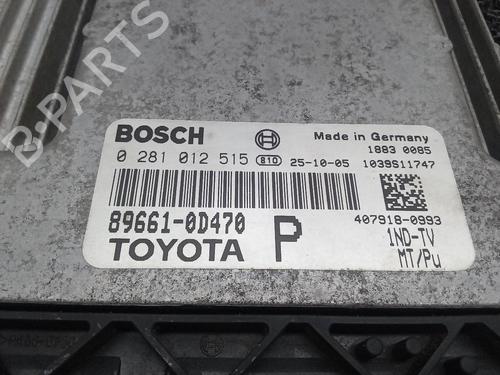 B-PARTS
BOSCH
Made in Germany
1883 0085
0 281 012 515 810 25-10-05 1039S11747
89661-0D470
407918-0993
TOYOTA P 1ND-TV
MT/Pu